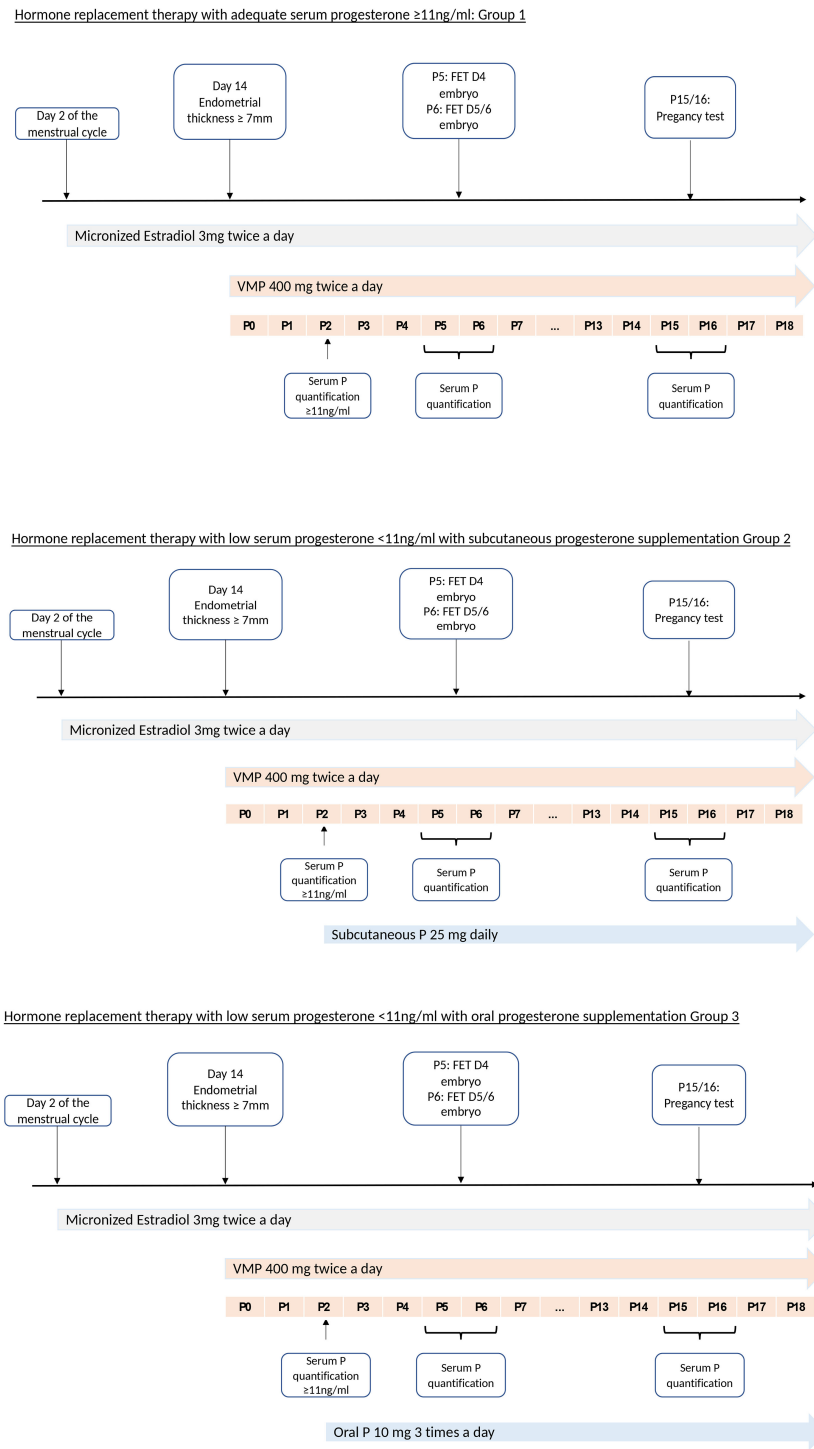 Hormone replacement therapy with adequate serum progesterone ≥11ng/ml: Group 1
Day 2 of the
menstrual cycle
Day 14
Endometrial
thickness ≥ 7mm
P5: FET D4
embryo
P6: FET D5/6
embryo
P15/16:
Pregancy test
Micronized Estradiol 3mg twice a day
VMP 400 mg twice a day
P0 P1 P2 P3 P4 P5 P6 P7 ... P13 P14 P15 P16 P17 P18
Serum P
quantification
≥11ng/ml
Serum P
quantification
Serum P
quantification
Hormone replacement therapy with low serum progesterone <11ng/ml with subcutaneous progesterone supplementation Group 2
Day 2 of the
menstrual cycle
Day 14
Endometrial
thickness ≥ 7mm
P5: FET D4
embryo
P6: FET D5/6
embryo
P15/16:
Pregancy test
Micronized Estradiol 3mg twice a day
VMP 400 mg twice a day
P0 P1 P2 P3 P4 P5 P6 P7 ... P13 P14 P15 P16 P17 P18
Serum P
quantification
≥11ng/ml
Serum P
quantification
Serum P
quantification
Subcutaneous P 25 mg daily
Hormone replacement therapy with low serum progesterone <11ng/ml with oral progesterone supplementation Group 3
Day 2 of the
menstrual cycle
Day 14
Endometrial
thickness ≥ 7mm
P5: FET D4
embryo
P6: FET D5/6
embryo
P15/16:
Pregancy test
Micronized Estradiol 3mg twice a day
VMP 400 mg twice a day
P0 P1 P2 P3 P4 P5 P6 P7 ... P13 P14 P15 P16 P17 P18
Serum P
quantification
≥11ng/ml
Serum P
quantification
Serum P
quantification
Oral P 10 mg 3 times a day